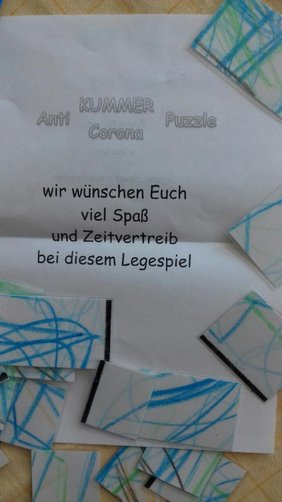 Anti KUMMER Puzzle
Corona
wir wünschen Euch
viel Spaß
und Zeitvertreib
bei diesem Legespiel